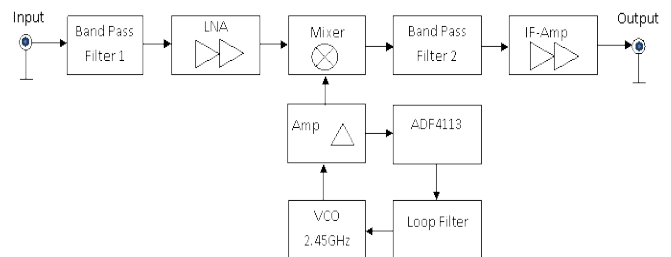 Input
Band Pass
Filter 1
LNA
Mixer
Band Pass
Filter 2
IF-Amp
Output
Amp
ADF4113
VCO
2.45GHz
Loop Filter